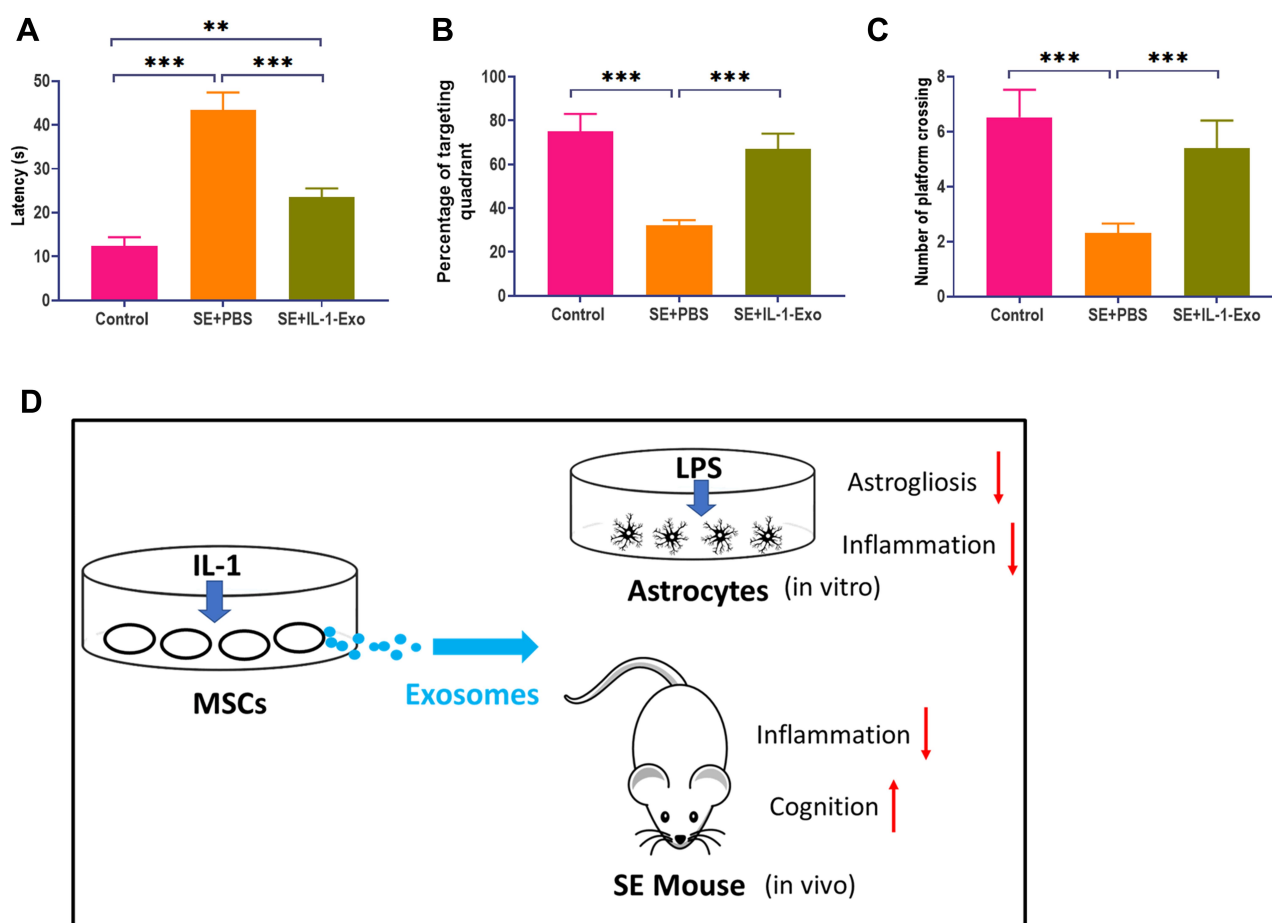 A
**
***
***
Latency (s)
50
40
30
20
10
0
Control
SE+PBS
SE+IL-1-Exo
B
***
***
Percentage of targeting
quadrant
100
80
60
40
20
0
Control
SE+PBS
SE+IL-1-Exo
C
***
***
Number of platform crossing
8
6
4
2
0
Control
SE+PBS
SE+IL-1-Exo
D
IL-1
MSCs
Exosomes
LPS
Astrocytes (in vitro)
Astrogliosis
Inflammation
Inflammation
Cognition
SE Mouse (in vivo)